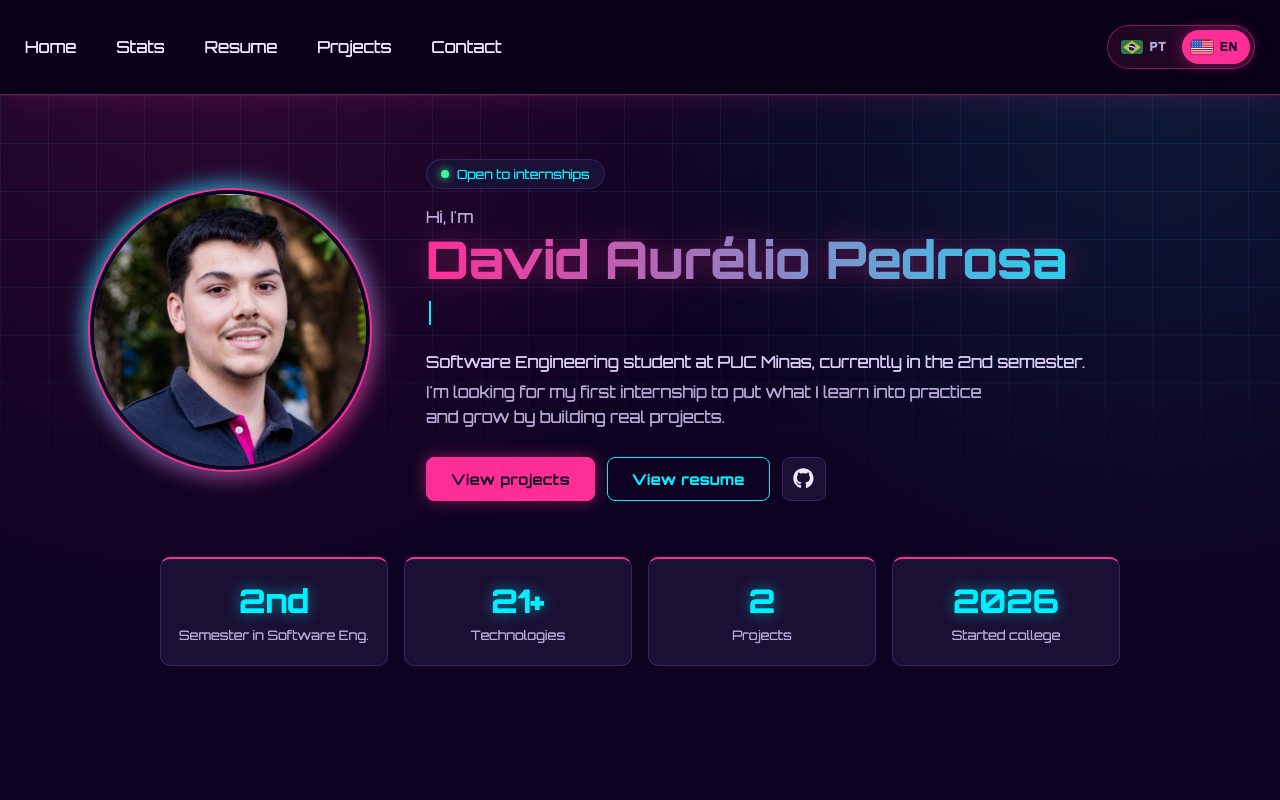 Home Stats Resume Projects Contact
PT EN
Open to internships
Hi, I'm
David Aurélio Pedrosa
Software Engineering student at PUC Minas, currently in the 2nd semester.
I'm looking for my first internship to put what I learn into practice
and grow by building real projects.
View projects View resume
2nd 21+ 2 2026
Semester in Software Eng. Technologies Projects Started college